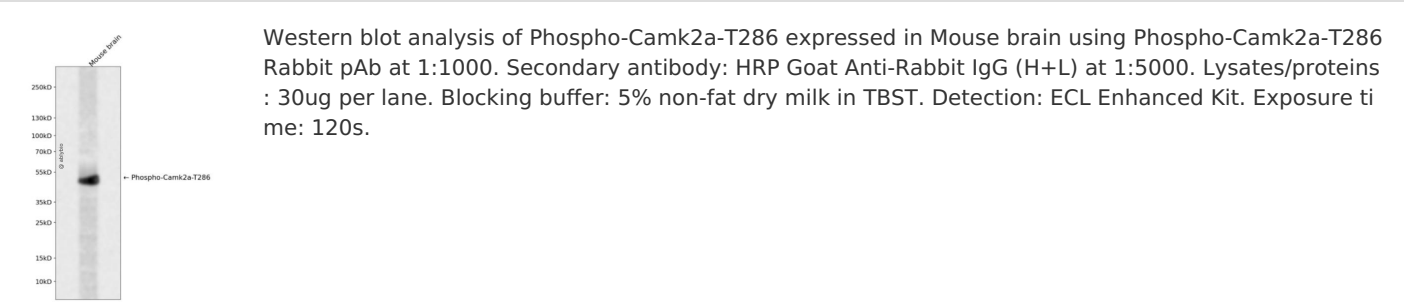 Mouse brain
250kD
130kD
100kD
70kD
55kD
35kD
25kD
15kD
10kD
← Phospho-Camk2a-T286
Western blot analysis of Phospho-Camk2a-T286 expressed in Mouse brain using Phospho-Camk2a-T286
Rabbit pAb at 1:1000. Secondary antibody: HRP Goat Anti-Rabbit IgG (H+L) at 1:5000. Lysates/proteins
: 30ug per lane. Blocking buffer: 5% non-fat dry milk in TBST. Detection: ECL Enhanced Kit. Exposure ti
me: 120s.